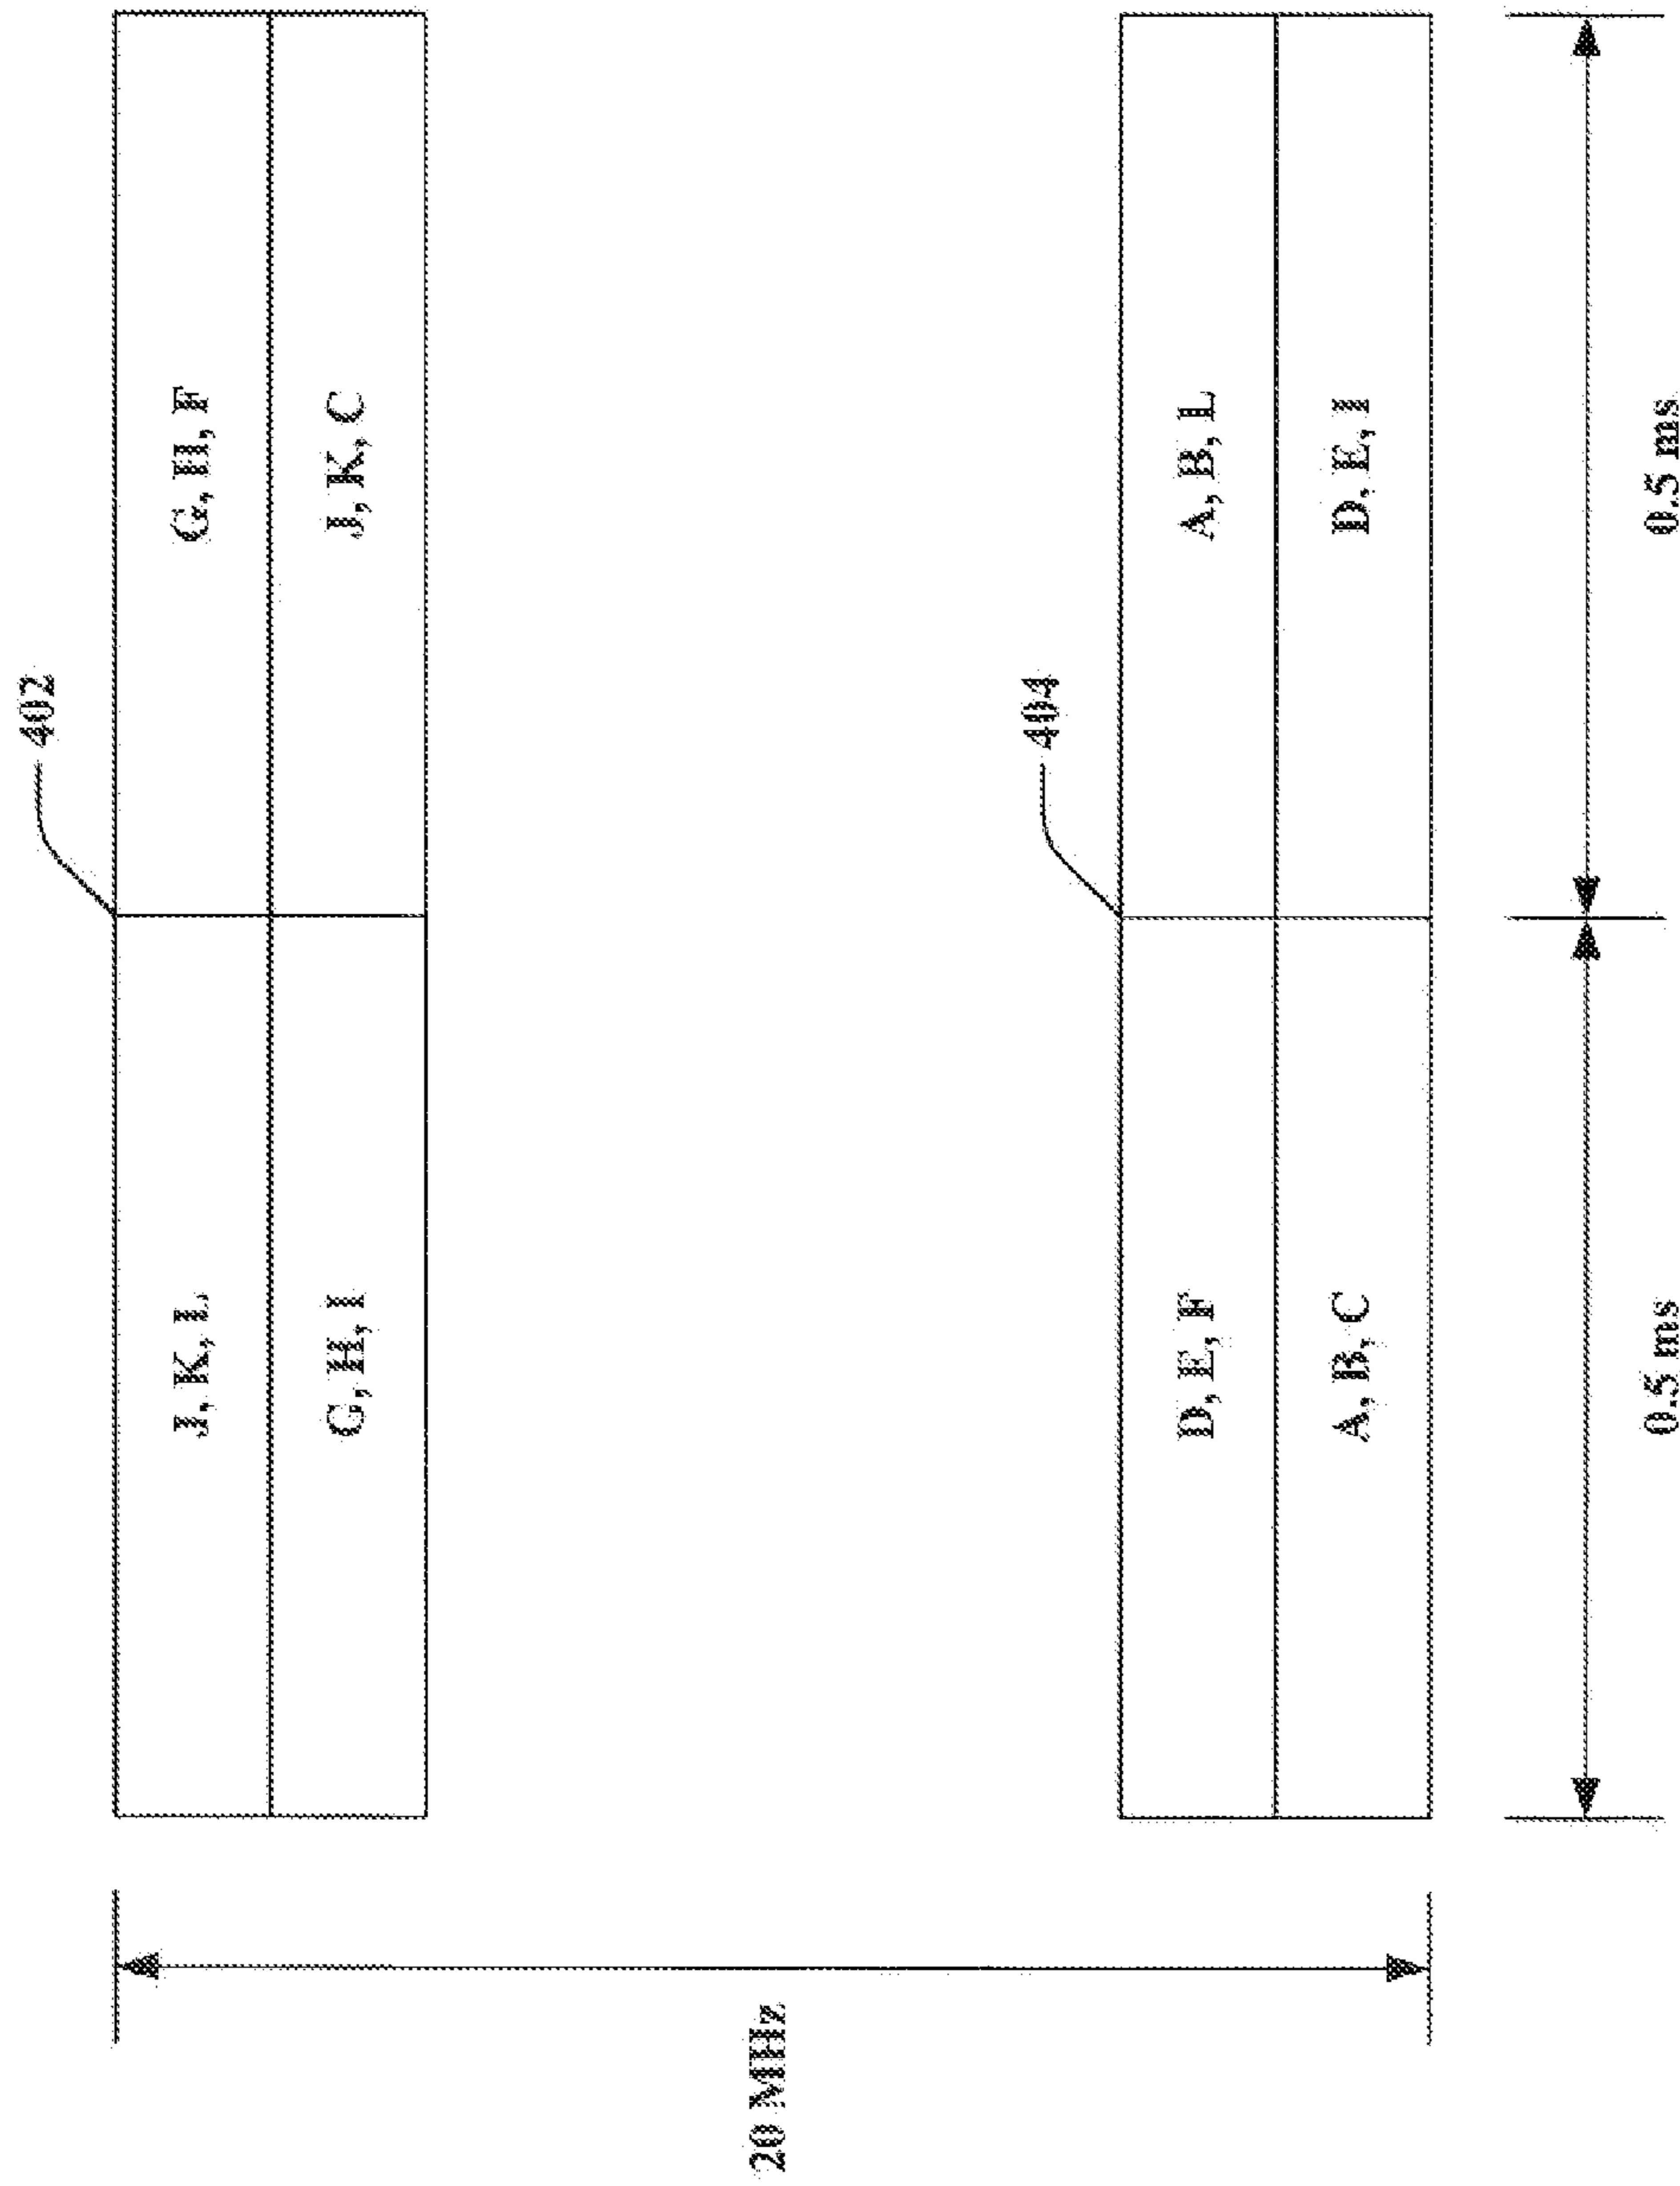 402
J, K, L
G, H, F
G, H, I
J, K, C
20 MHz
404
D, E, F
A, B, L
A, B, C
D, E, I
0.5 ms
0.5 ms